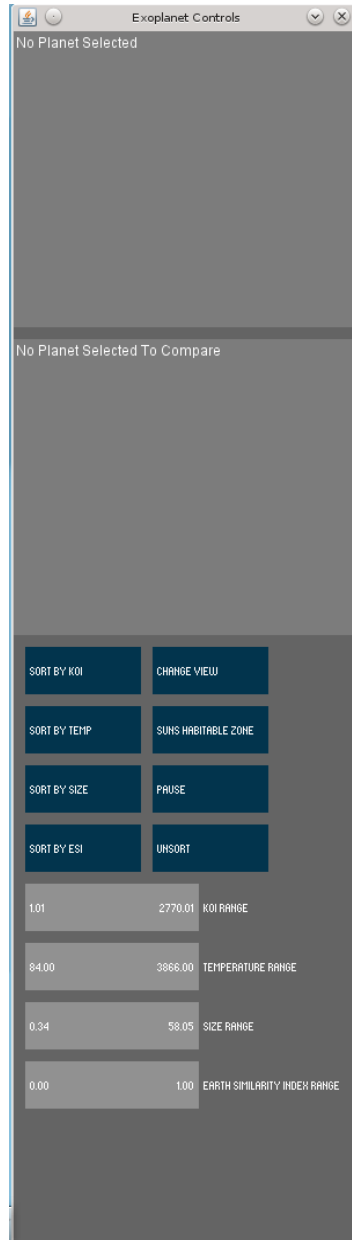 Exoplanet Controls
No Planet Selected
No Planet Selected To Compare
SORT BY KOI CHANGE VIEW
SORT BY TEMP SUNS HABITABLE ZONE
SORT BY SIZE PAUSE
SORT BY ESI UNSORT
1.01 2770.01 KOI RANGE
84.00 3866.00 TEMPERATURE RANGE
0.34 58.05 SIZE RANGE
0.00 1.00 EARTH SIMILARITY INDEX RANGE